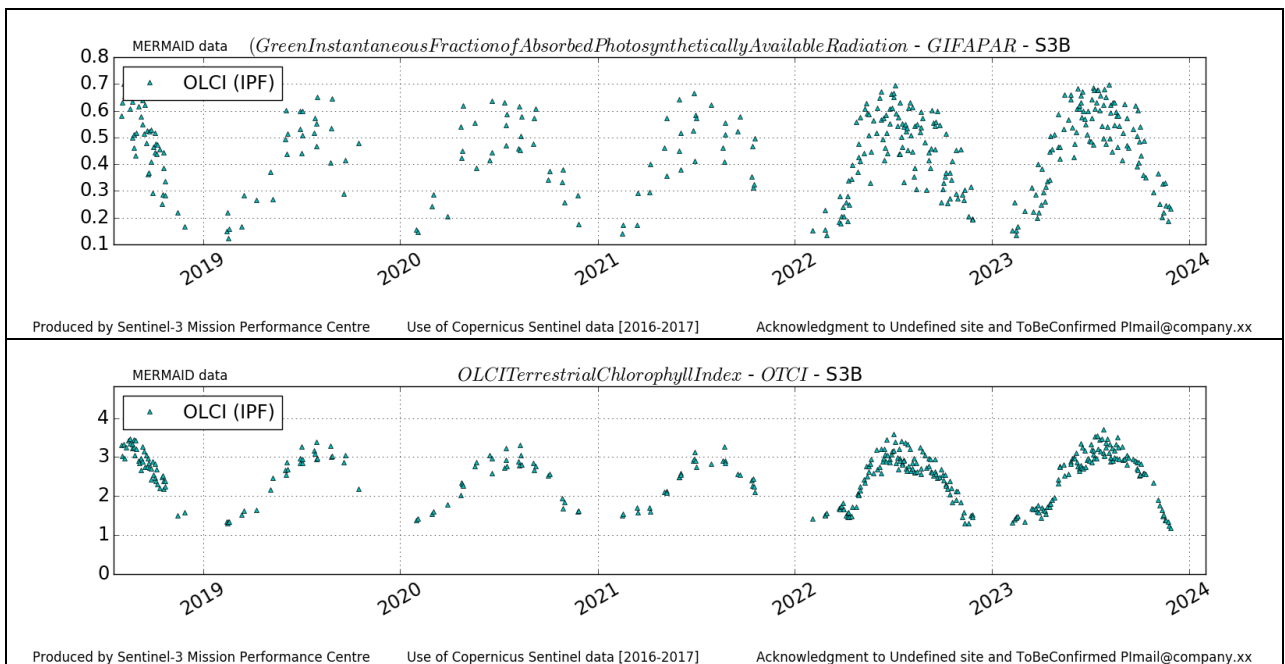 MERMAID data (GreenInstantaneousFractionofAbsorbedPhotosyntheticallyAvailableRadiation - GIFAPAR - S3B
OLCI (IPF)
0.8
0.7
0.6
0.5
0.4
0.3
0.2
0.1
2019 2020 2021 2022 2023 2024
Produced by Sentinel-3 Mission Performance Centre Use of Copernicus Sentinel data [2016-2017] Acknowledgment to Undefined site and ToBeConfirmed PImail@company.xx
MERMAID data OLCITerrestrialChlorophyllIndex - OTCI - S3B
OLCI (IPF)
4
3
2
1
0
2019 2020 2021 2022 2023 2024
Produced by Sentinel-3 Mission Performance Centre Use of Copernicus Sentinel data [2016-2017] Acknowledgment to Undefined site and ToBeConfirmed PImail@company.xx